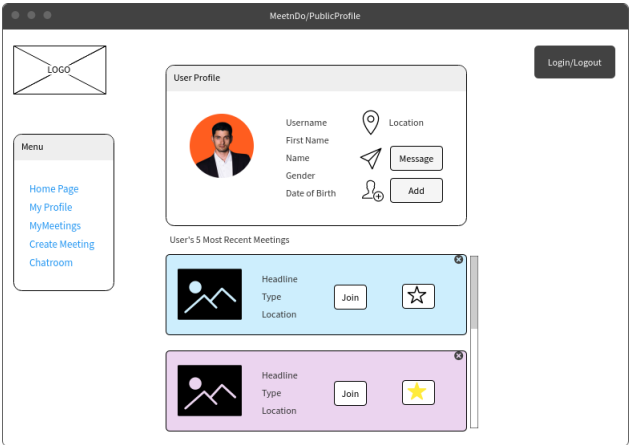 MeetnDo/PublicProfile
LOGO
Login/Logout
Menu
Home Page
My Profile
MyMeetings
Create Meeting
Chatroom
User Profile
Username
First Name
Name
Gender
Date of Birth
Location
Message
Add
User's 5 Most Recent Meetings
Headline
Type
Location
Join
Headline
Type
Location
Join